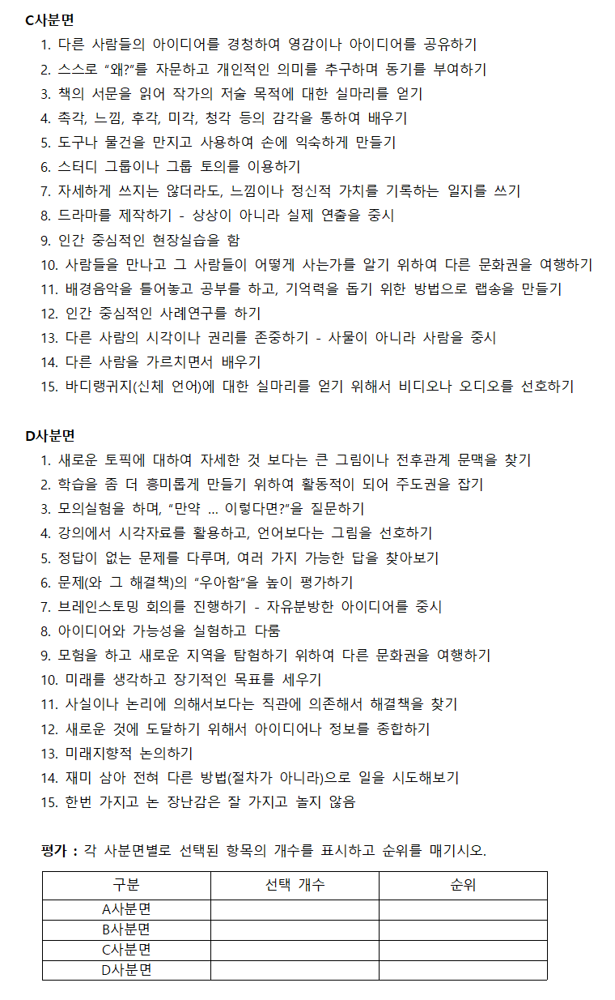 C사분면
1. 다른 사람들의 아이디어를 경청하여 영감이나 아이디어를 공유하기
2. 스스로 “왜?”를 자문하고 개인적인 의미를 추구하며 동기를 부여하기
3. 책의 서문을 읽어 작가의 저술 목적에 대한 실마리를 얻기
4. 촉각, 느낌, 후각, 미각, 청각 등의 감각을 통하여 배우기
5. 도구나 물건을 만지고 사용하여 손에 익숙하게 만들기
6. 스터디 그룹이나 그룹 토의를 이용하기
7. 자세하게 쓰지는 않더라도, 느낌이나 정신적 가치를 기록하는 일지를 쓰기
8. 드라마를 제작하기 - 상상이 아니라 실제 연출을 중시
9. 인간 중심적인 현장실습을 함
10. 사람들을 만나고 그 사람들이 어떻게 사는가를 알기 위하여 다른 문화권을 여행하기
11. 배경음악을 틀어놓고 공부를 하고, 기억력을 돕기 위한 방법으로 랩송을 만들기
12. 인간 중심적인 사례연구를 하기
13. 다른 사람의 시각이나 권리를 존중하기 - 사물이 아니라 사람을 중시
14. 다른 사람을 가르치면서 배우기
15. 바디랭귀지(신체 언어)에 대한 실마리를 얻기 위해서 비디오나 오디오를 선호하기
D사분면
1. 새로운 토픽에 대하여 자세한 것 보다는 큰 그림이나 전후관계 문맥을 찾기
2. 학습을 좀 더 흥미롭게 만들기 위하여 활동적이 되어 주도권을 잡기
3. 모의실험을 하며, “만약 … 이렇다면?”을 질문하기
4. 강의에서 시각자료를 활용하고, 언어보다는 그림을 선호하기
5. 정답이 없는 문제를 다루며, 여러 가지 가능한 답을 찾아보기
6. 문제(와 그 해결책)의 “우아함”을 높이 평가하기
7. 브레인스토밍 회의를 진행하기 - 자유분방한 아이디어를 중시
8. 아이디어와 가능성을 실험하고 다룸
9. 모험을 하고 새로운 지역을 탐험하기 위하여 다른 문화권을 여행하기
10. 미래를 생각하고 장기적인 목표를 세우기
11. 사실이나 논리에 의해서보다는 직관에 의존해서 해결책을 찾기
12. 새로운 것에 도달하기 위해서 아이디어나 정보를 종합하기
13. 미래지향적 논의하기
14. 재미 삼아 전혀 다른 방법(절차가 아니라)으로 일을 시도해보기
15. 한번 가지고 논 장난감은 잘 가지고 놀지 않음
평가 : 각 사분면별로 선택된 항목의 개수를 표시하고 순위를 매기시오.
구분 선택 개수 순위
A사분면
B사분면
C사분면
D사분면